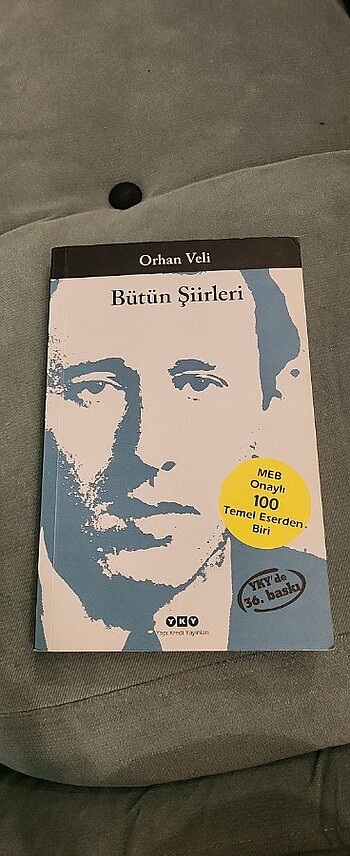 Orhan Veli
Bütün Şiirleri
MEB
Onaylı
100
Temel Eserden
Biri
YKY'de
36. baskı
YKY
Yapı Kredi Yayınları